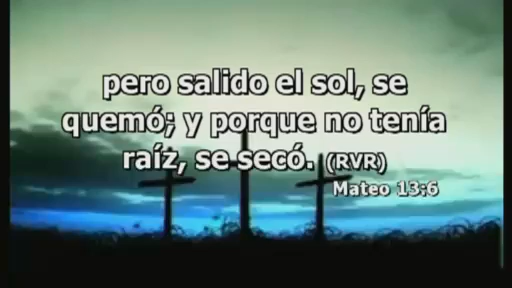 pero salido el sol, se
quemó; y porque no tenía
raíz, se secó. (RVR)
Mateo 13:6